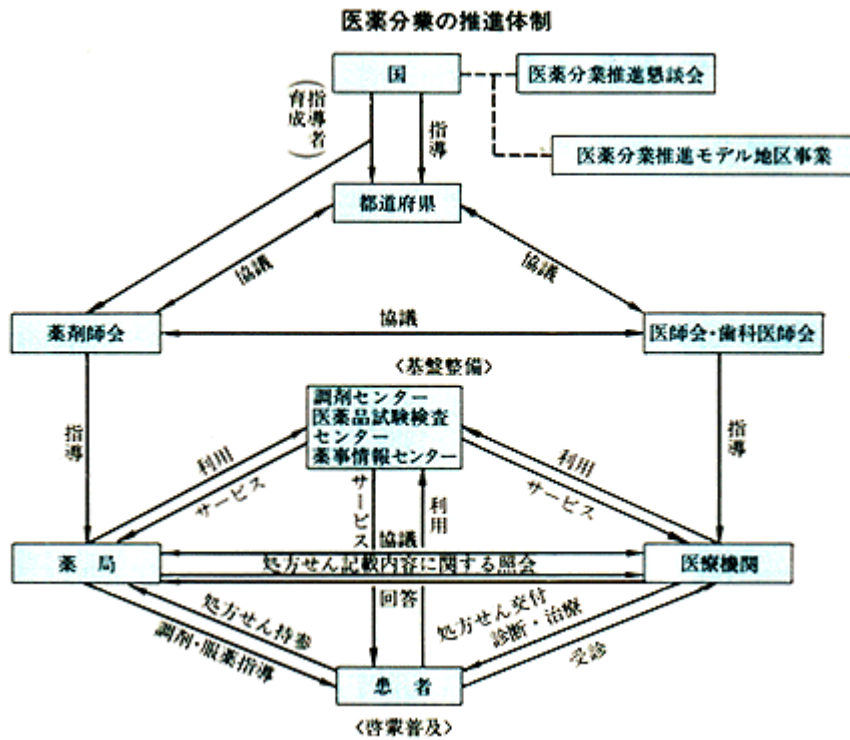 医薬分業の推進体制
国
医薬分業推進懇談会
(指導者育成)
指導
医薬分業推進モデル地区事業
都道府県
協議
協議
薬剤師会
協議
医師会・歯科医師会
〈基盤整備〉
調剤センター
医薬品試験検査
センター
薬事情報センター
指導
利用
サービス
サービス
利用
利用
サービス
指導
薬局
協議
医療機関
処方せん記載内容に関する照会
回答
処方せん持参
調剤・服薬指導
処方せん交付
診断・治療
受診
患者
〈啓蒙普及〉